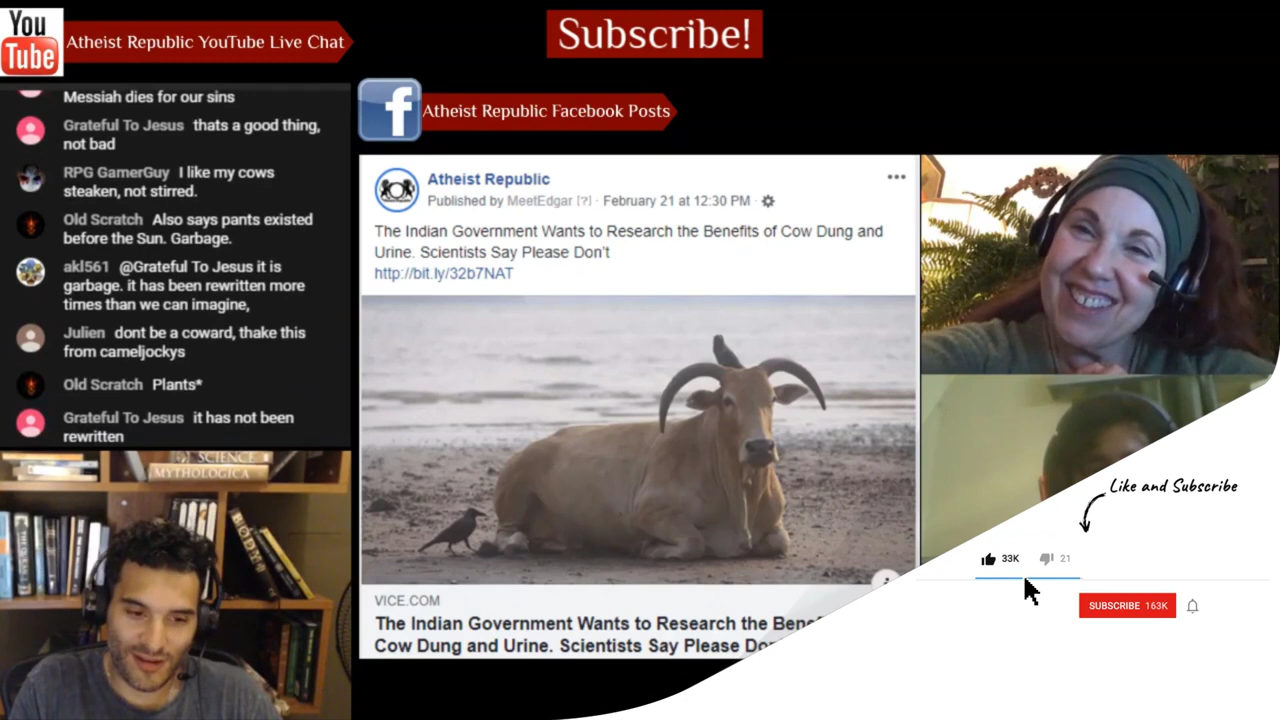 You
Tube
Atheist Republic YouTube Live Chat
Subscribe!
Messiah dies for our sins
Grateful To Jesus thats a good thing,
not bad
RPG GamerGuy I like my cows
steaken, not stirred.
Old Scratch Also says pants existed
before the Sun. Garbage.
akl561 @Grateful To Jesus it is
garbage. it has been rewritten more
times than we can imagine,
Julien dont be a coward, thake this
from cameljockys
Old Scratch Plants*
Grateful To Jesus it has not been
rewritten
f
Atheist Republic Facebook Posts
Atheist Republic
Published by MeetEdgar [?] · February 21 at 12:30 PM ·
The Indian Government Wants to Research the Benefits of Cow Dung and
Urine. Scientists Say Please Don't
http://bit.ly/32b7NAT
VICE.COM
The Indian Government Wants to Research the
Cow Dung and Urine. Scientists Say Please
SCIENCE
MYTHOLOGICA
BODY
Like and Subscribe
33K 21
SUBSCRIBE 163K